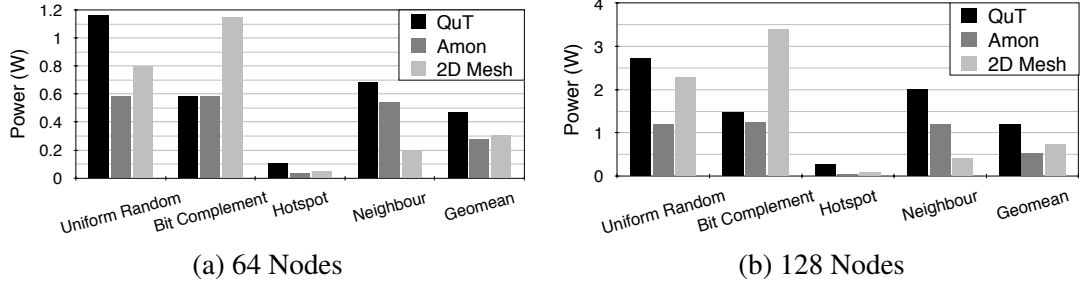 1.2
1
0.8
0.6
0.4
0.2
0
Power (W)
QuT
Amon
2D Mesh
Uniform Random
Bit Complement
Hotspot
Neighbour
Geomean
(a) 64 Nodes
4
3
2
1
0
Power (W)
QuT
Amon
2D Mesh
Uniform Random
Bit Complement
Hotspot
Neighbour
Geomean
(b) 128 Nodes